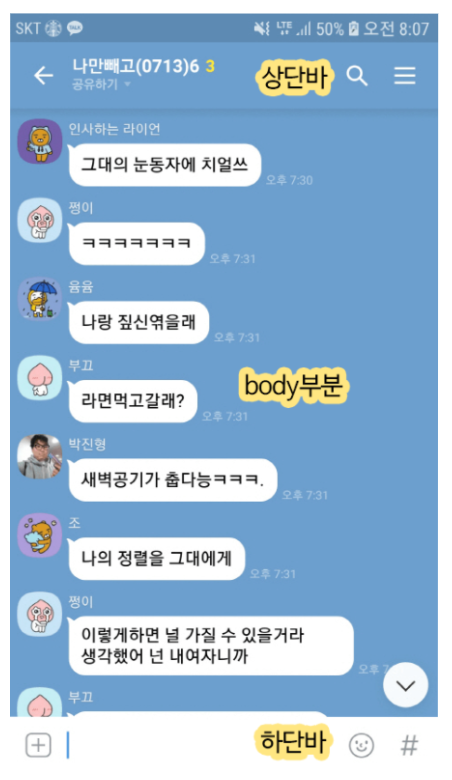 SKT LTE 50% 오전 8:07
나만빼고(0713)6 3
공유하기
상단바
인사하는 라이언
그대의 눈동자에 치얼쓰
오후 7:30
쩡이
ㅋㅋㅋㅋㅋㅋㅋ
오후 7:31
융융
나랑 짚신엮을래
오후 7:31
부끄
라면먹고갈래?
오후 7:31
body부분
박진형
새벽공기가 춥다능ㅋㅋㅋ.
오후 7:31
조
나의 정렬을 그대에게
오후 7:31
쩡이
이렇게하면 널 가질 수 있을거라
생각했어 넌 내여자니까
오후 7
부끄
하단바
#